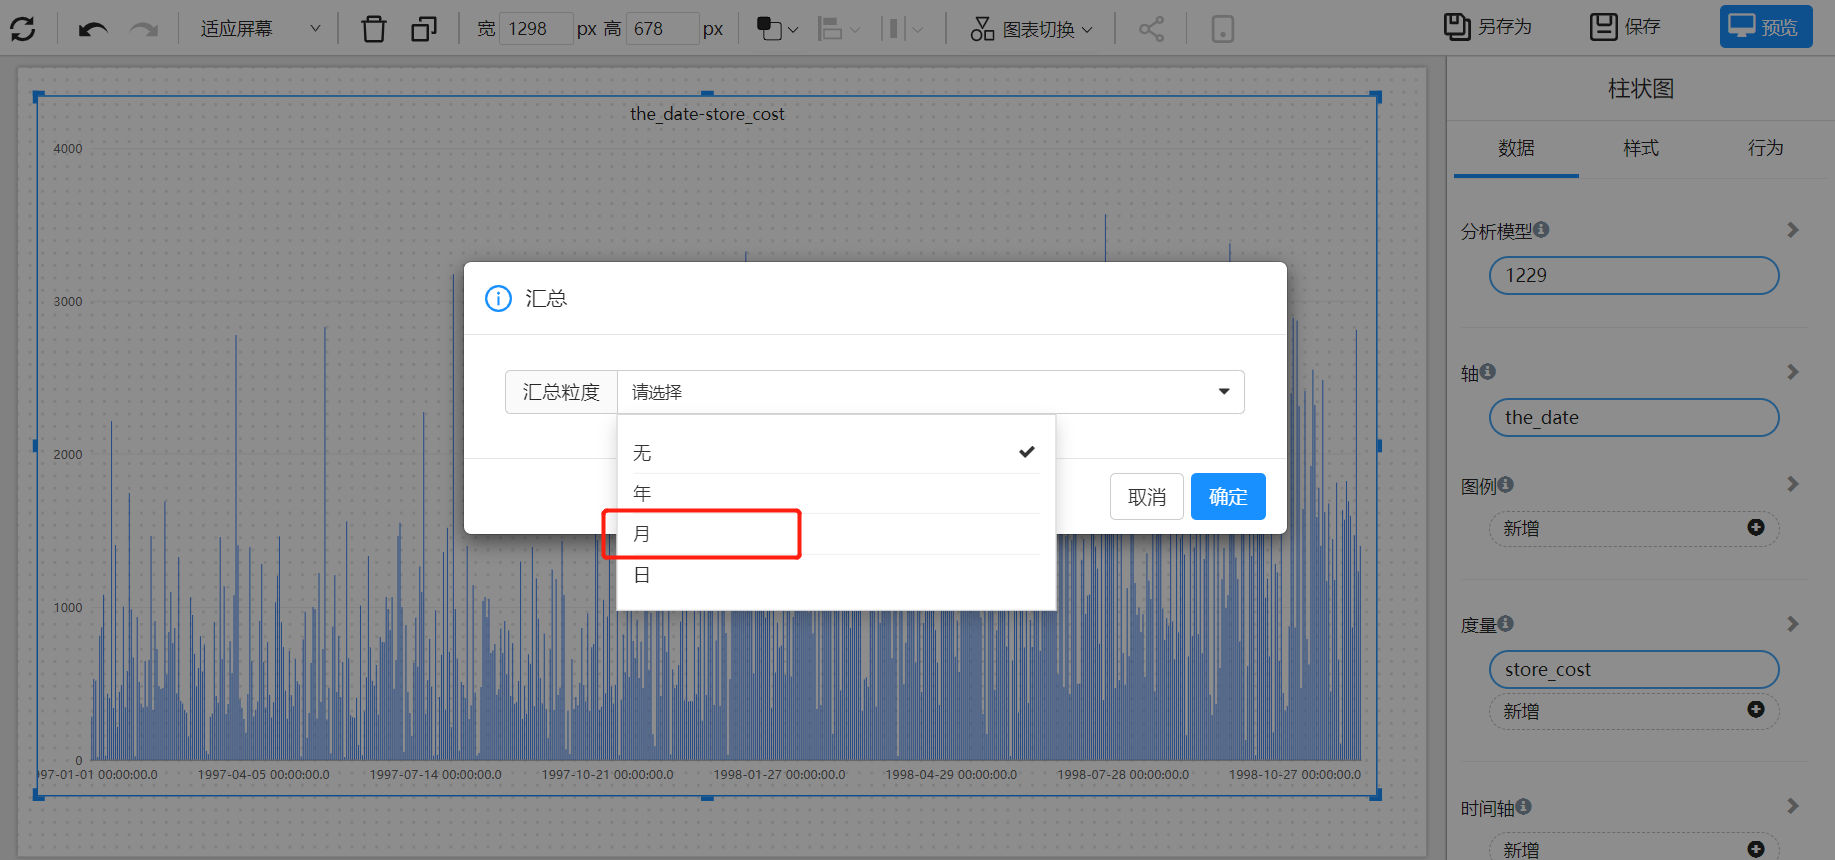 适应屏幕 宽 1298 px 高 678 px 图表切换 另存为 保存 预览
the_date-store_cost
4000
3000
2000
1000
0
97-01-01 00:00:00.0 1997-04-05 00:00:00.0 1997-07-14 00:00:00.0 1997-10-21 00:00:00.0 1998-01-27 00:00:00.0 1998-04-29 00:00:00.0 1998-07-28 00:00:00.0 1998-10-27 00:00:00.0
汇总
汇总粒度 请选择
无
年
月
日
取消 确定
柱状图
数据 样式 行为
分析模型
1229
轴
the_date
图例
新增
度量
store_cost
新增
时间轴
新增